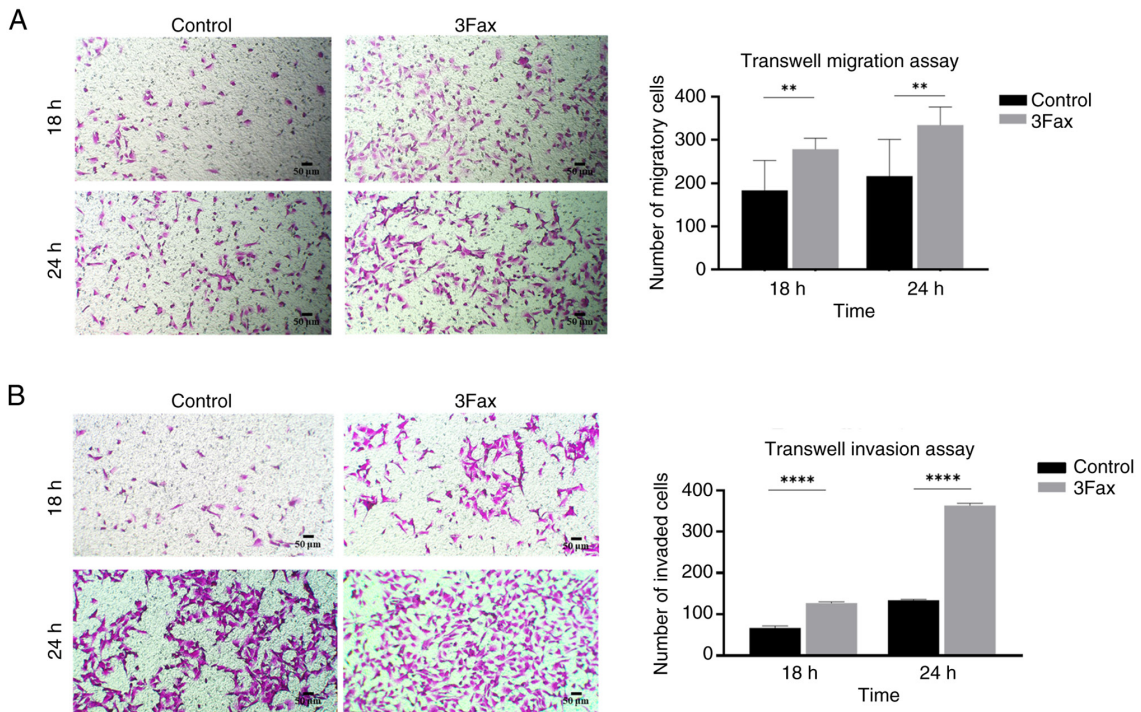 A
Control
3Fax
18 h
50 µm
50 µm
24 h
50 µm
50 µm
Transwell migration assay
Number of migratory cells
400
300
200
100
0
**
**
Control
3Fax
18 h
24 h
Time
B
Control
3Fax
18 h
50 µm
50 µm
24 h
50 µm
50 µm
Transwell invasion assay
Number of invaded cells
400
300
200
100
0
****
****
Control
3Fax
18 h
24 h
Time